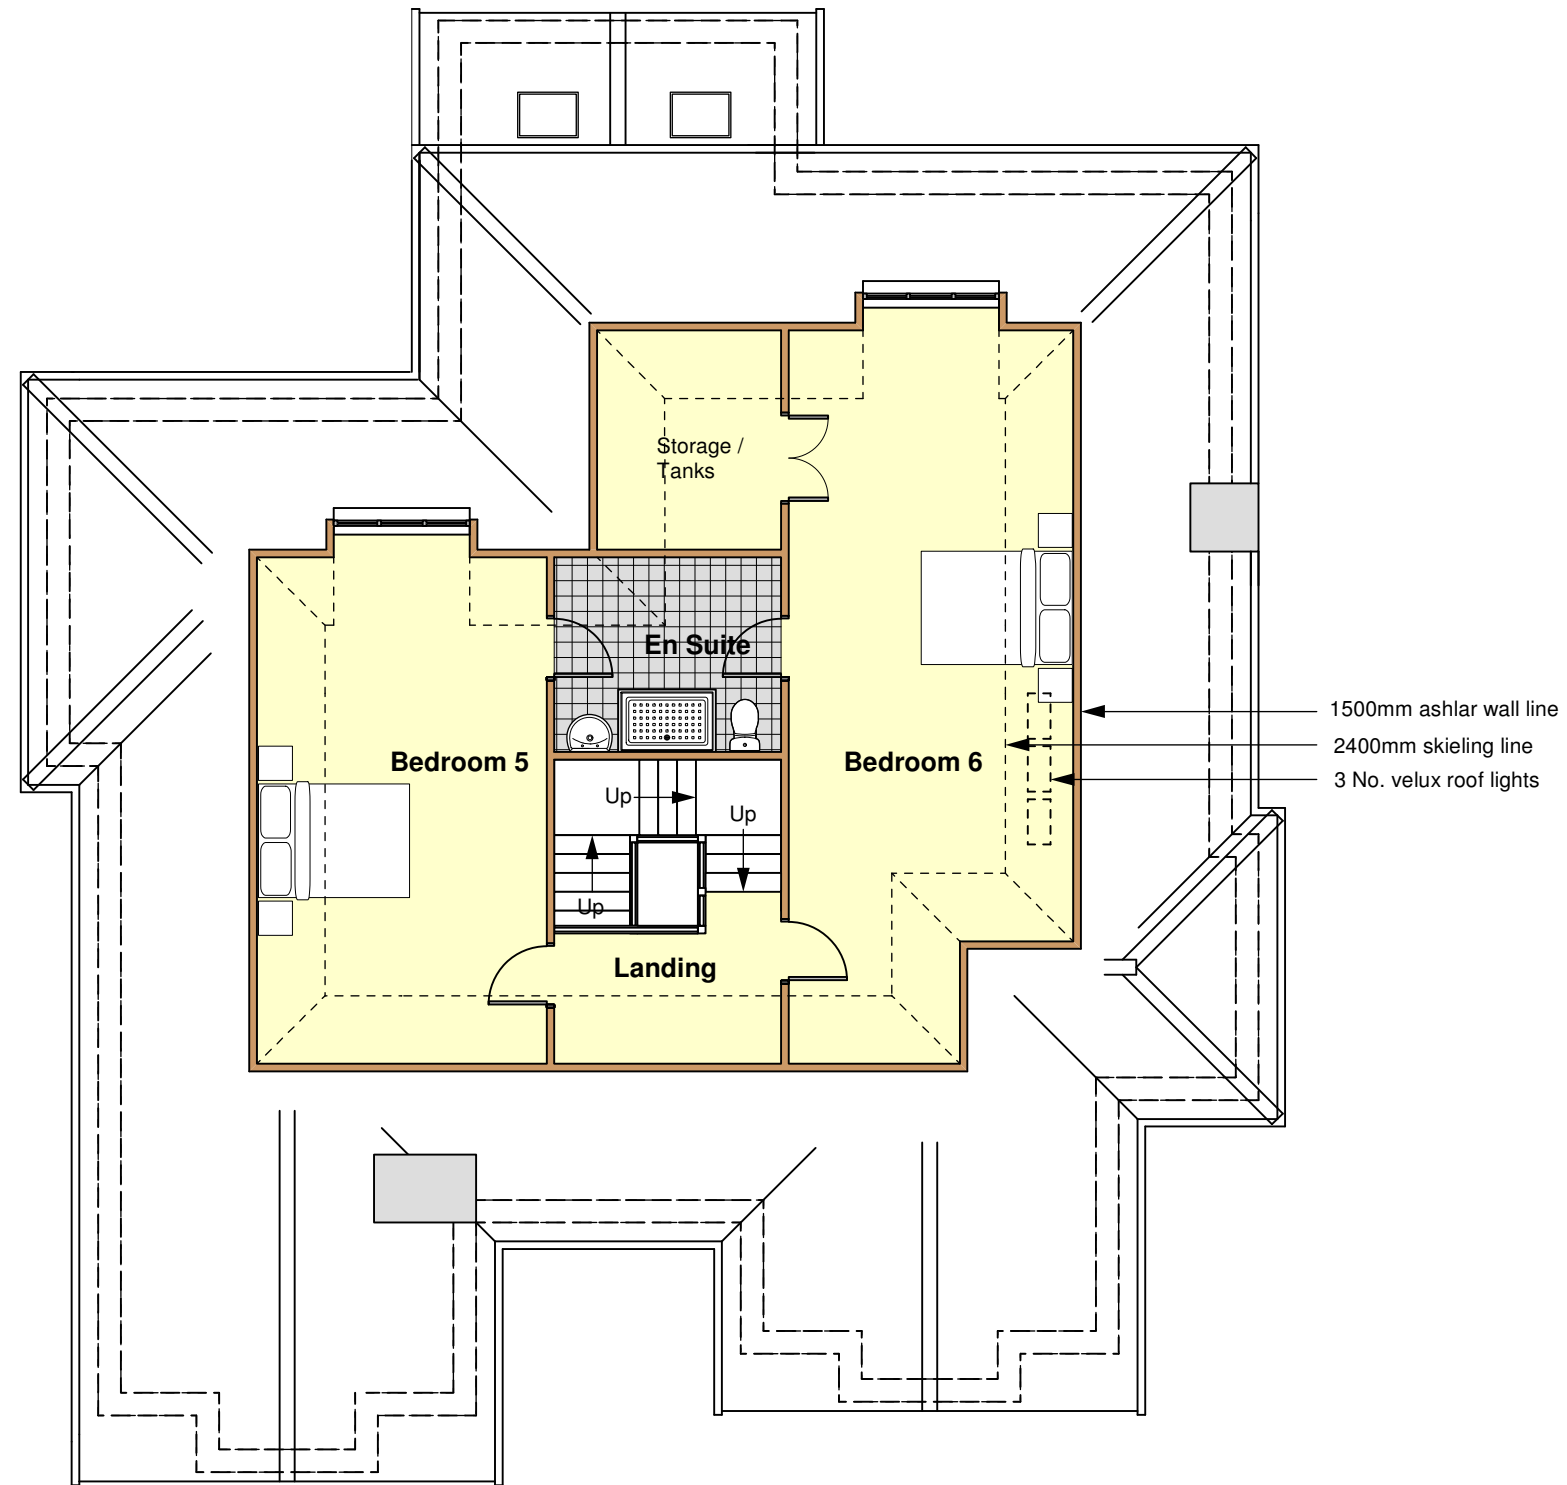 Storage /
Tanks
En Suite
1500mm ashlar wall line
2400mm skieling line
3 No. velux roof lights
Bedroom 5
Bedroom 6
Up
Up
Up
Landing